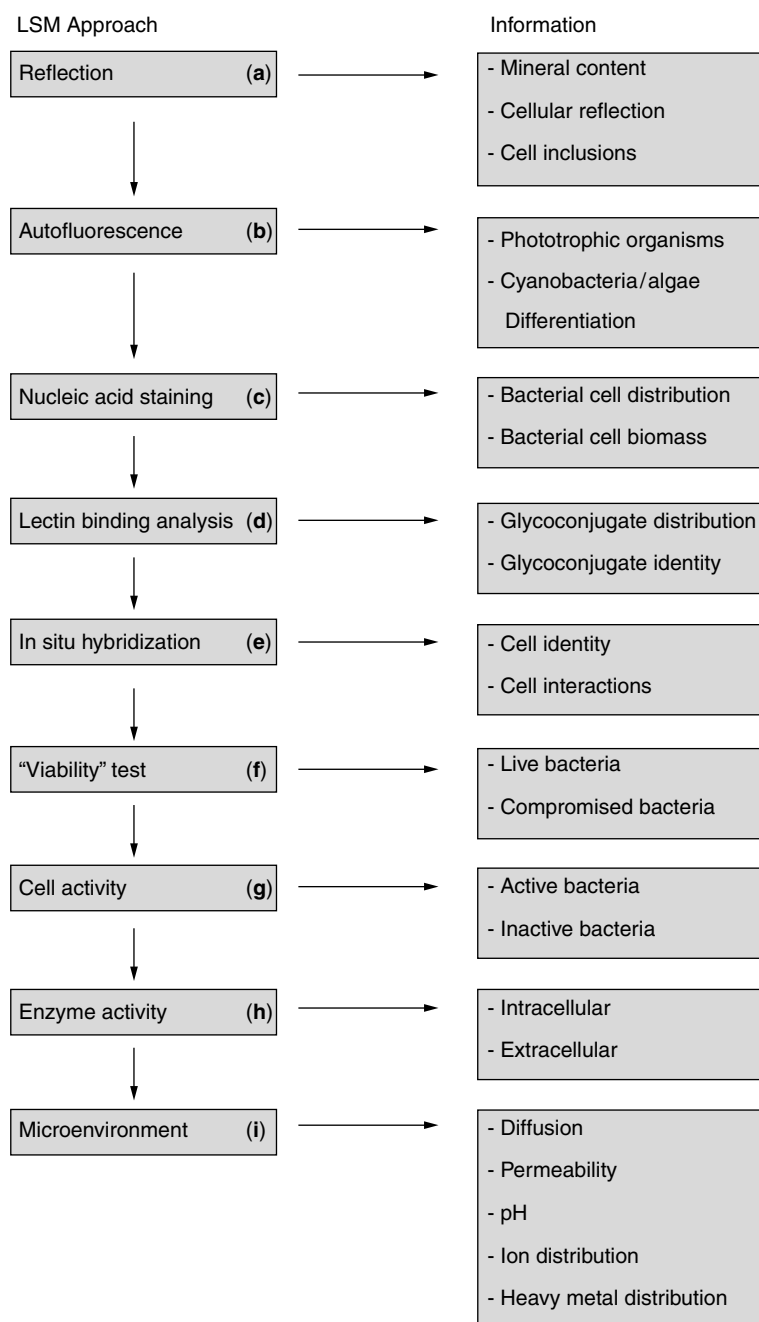 LSM Approach
Information
Reflection (a)
- Mineral content
- Cellular reflection
- Cell inclusions
Autofluorescence (b)
- Phototrophic organisms
- Cyanobacteria/algae
Differentiation
Nucleic acid staining (c)
- Bacterial cell distribution
- Bacterial cell biomass
Lectin binding analysis (d)
- Glycoconjugate distribution
- Glycoconjugate identity
In situ hybridization (e)
- Cell identity
- Cell interactions
“Viability” test (f)
- Live bacteria
- Compromised bacteria
Cell activity (g)
- Active bacteria
- Inactive bacteria
Enzyme activity (h)
- Intracellular
- Extracellular
Microenvironment (i)
- Diffusion
- Permeability
- pH
- Ion distribution
- Heavy metal distribution